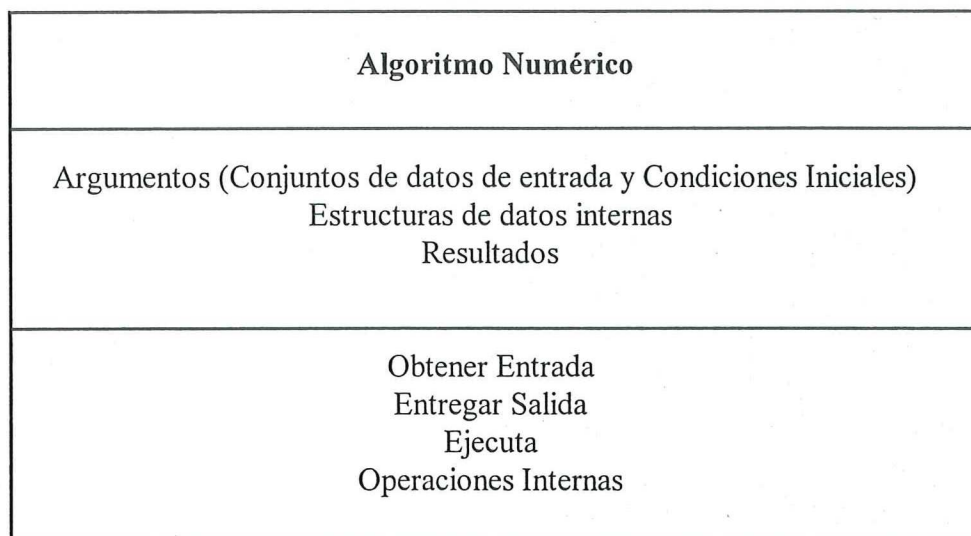 Algoritmo Numérico
Argumentos (Conjuntos de datos de entrada y Condiciones Iniciales)
Estructuras de datos internas
Resultados
Obtener Entrada
Entregar Salida
Ejecuta
Operaciones Internas